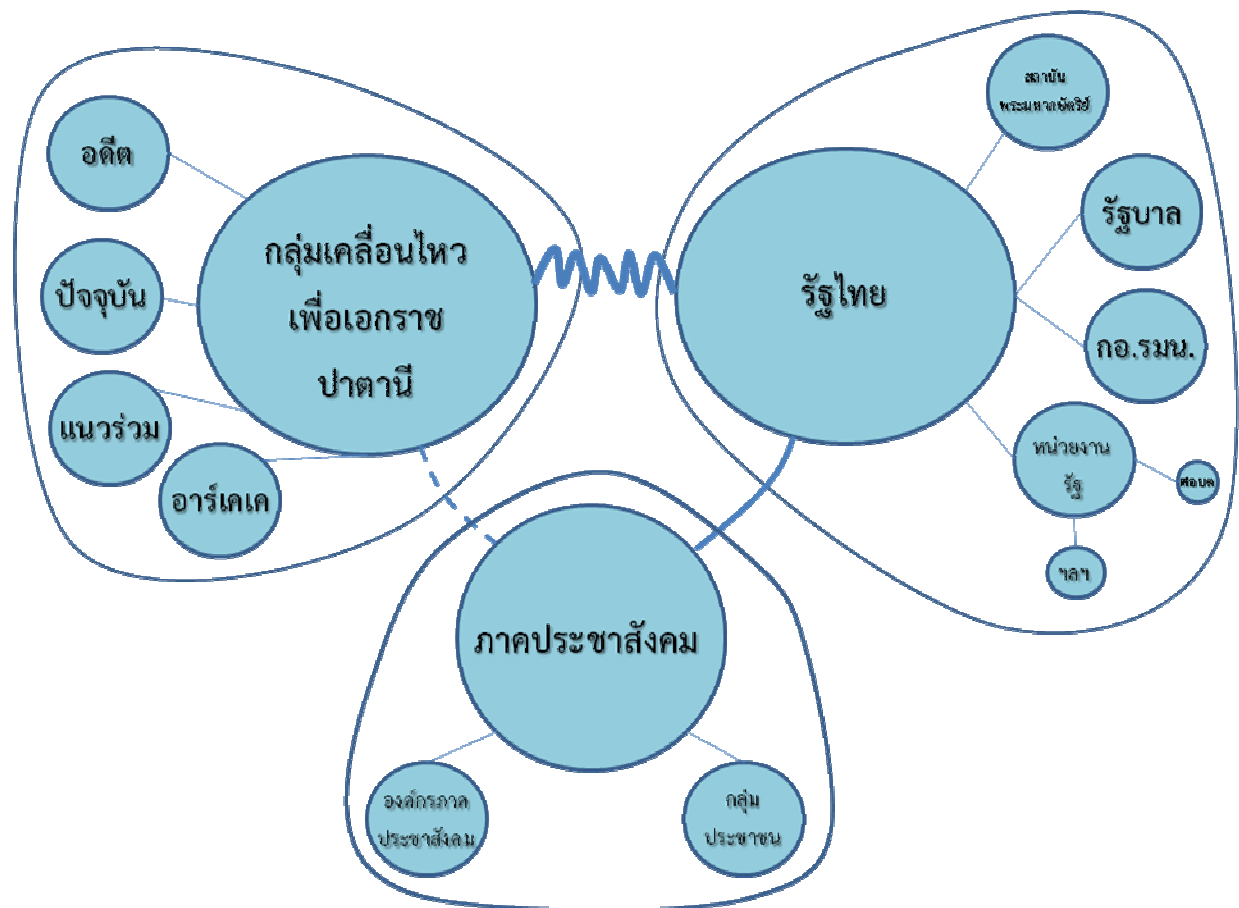 อดีต
ปัจจุบัน
แนวร่วม
อาร์เคเค
กลุ่มเคลื่อนไหว
เพื่อเอกราช
ปาตานี
รัฐไทย
สถาบัน
พระมหากษัตริย์
รัฐบาล
กอ.รมน.
หน่วยงาน
รัฐ
ศอบต
ฯลฯ
ภาคประชาสังคม
องค์กรภาค
ประชาสังคม
กลุ่ม
ประชาชน